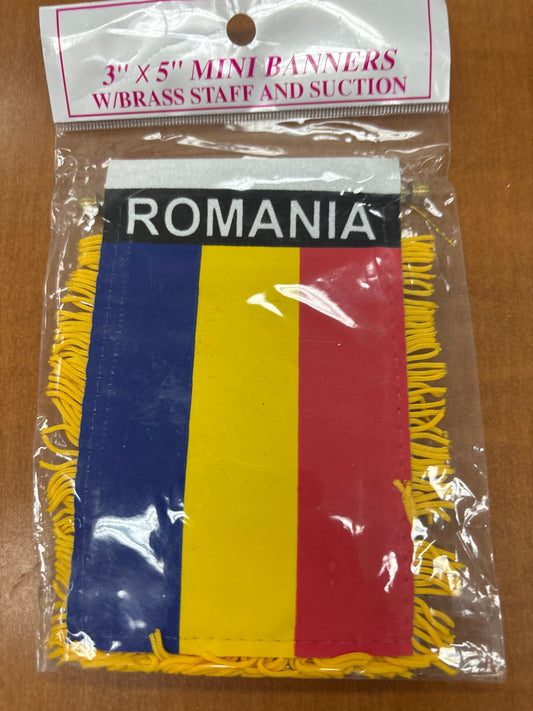 3" X 5" MINI BANNERS
W/BRASS STAFF AND SUCTION
ROMANIA